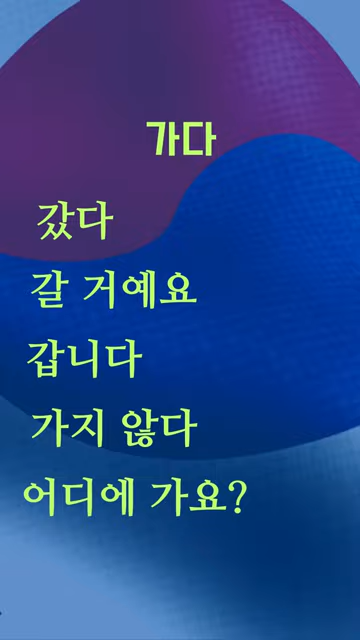 가다
갔다
갈 거예요
갑니다
가지 않다
어디에 가요?